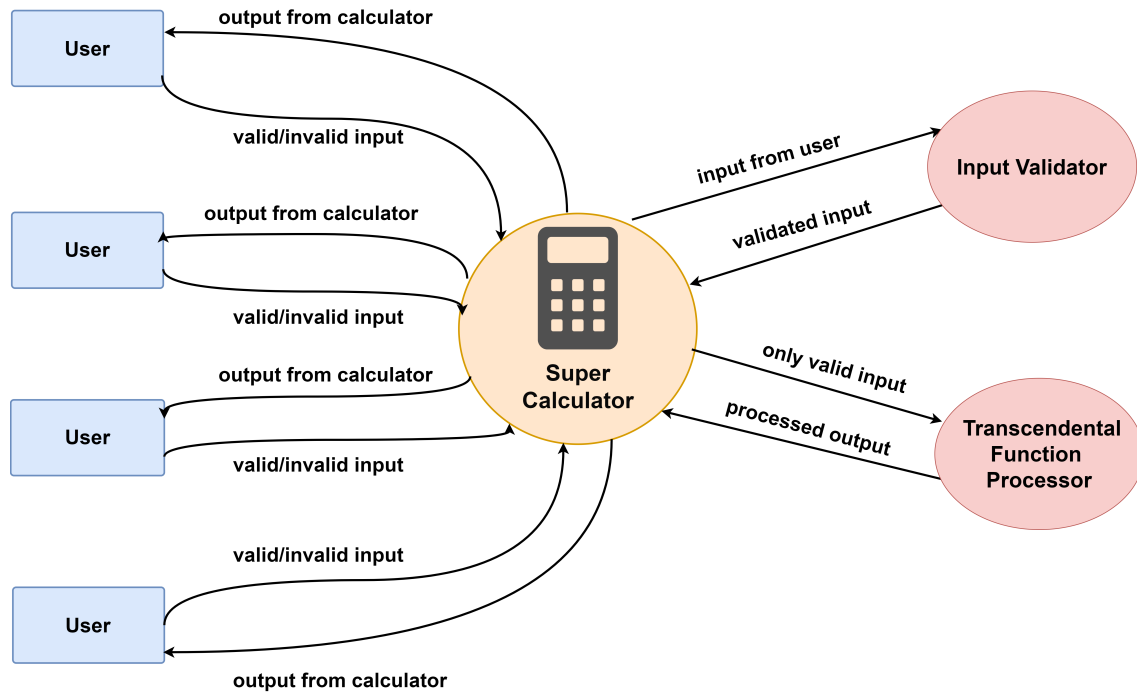 output from calculator
User
valid/invalid input
input from user
Input Validator
validated input
output from calculator
User
valid/invalid input
Super
Calculator
only valid input
processed output
Transcendental
Function
Processor
output from calculator
User
valid/invalid input
valid/invalid input
User
output from calculator